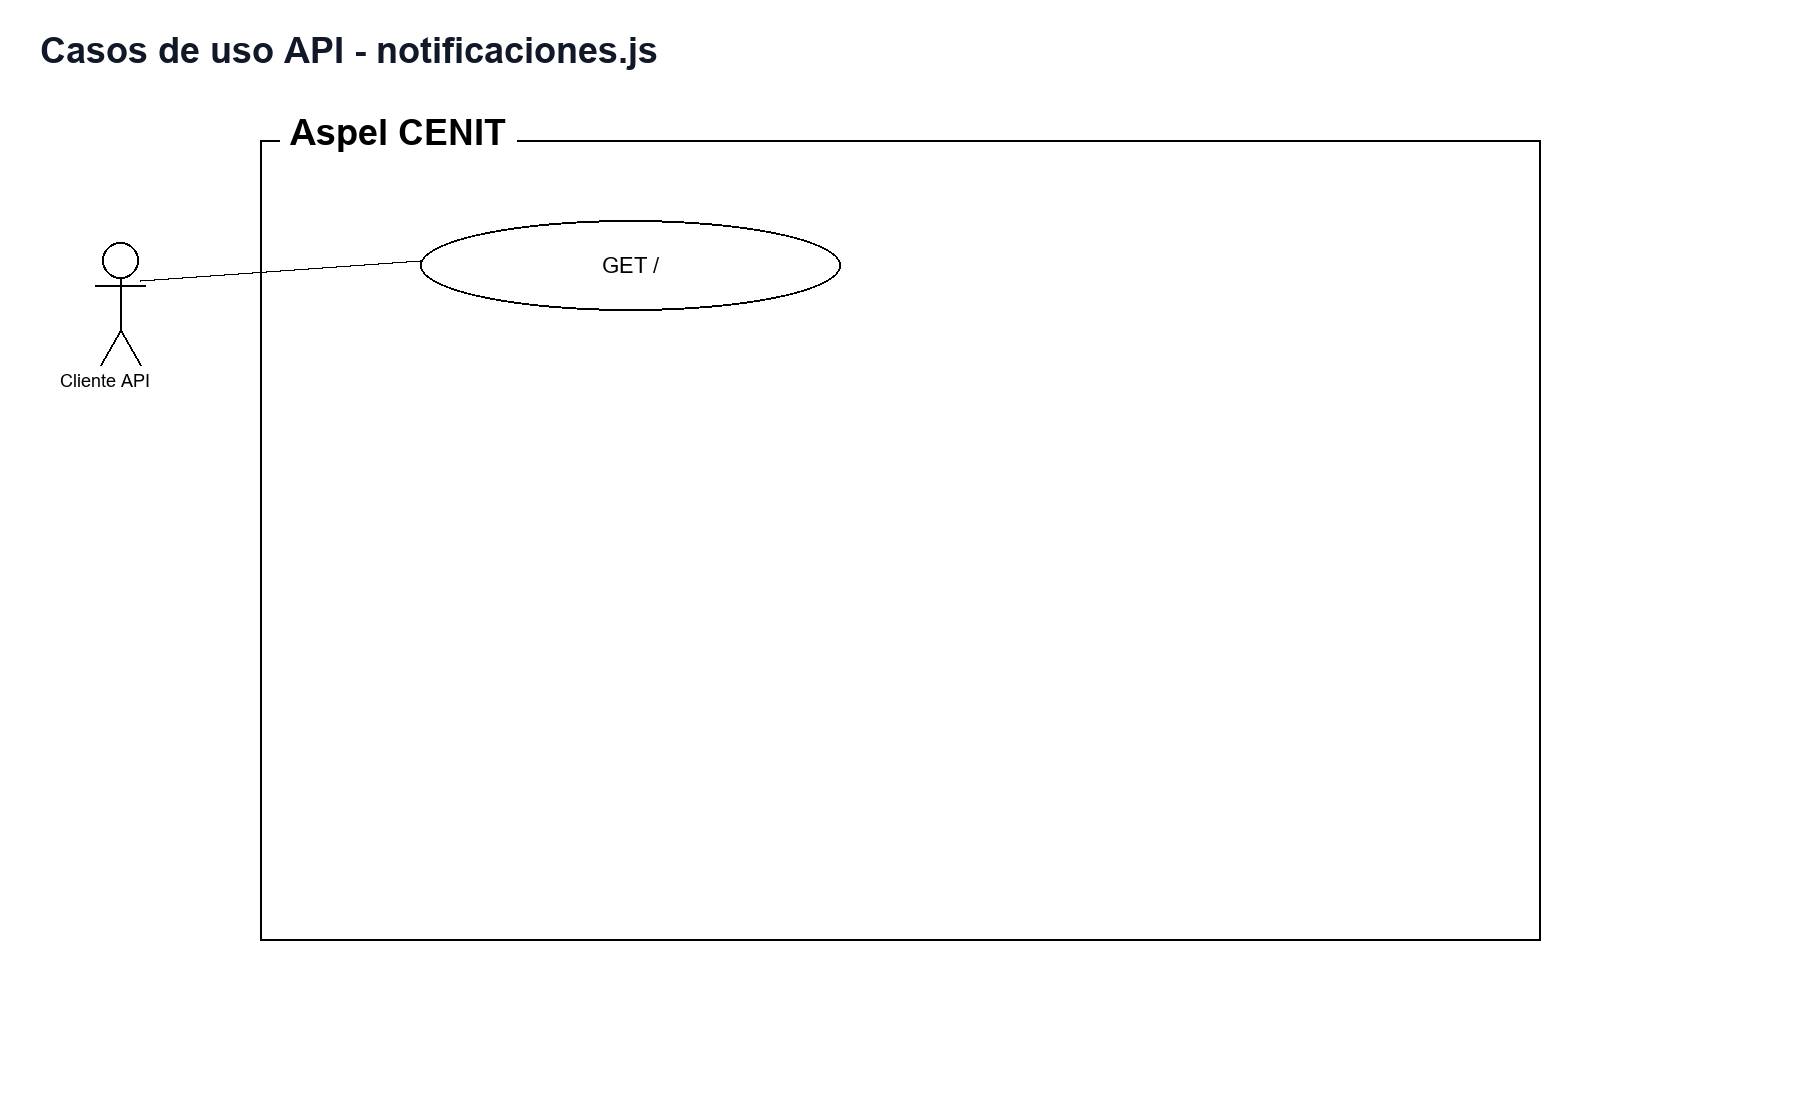 Casos de uso API - notificaciones.js
Aspel CENIT
GET /
Cliente API